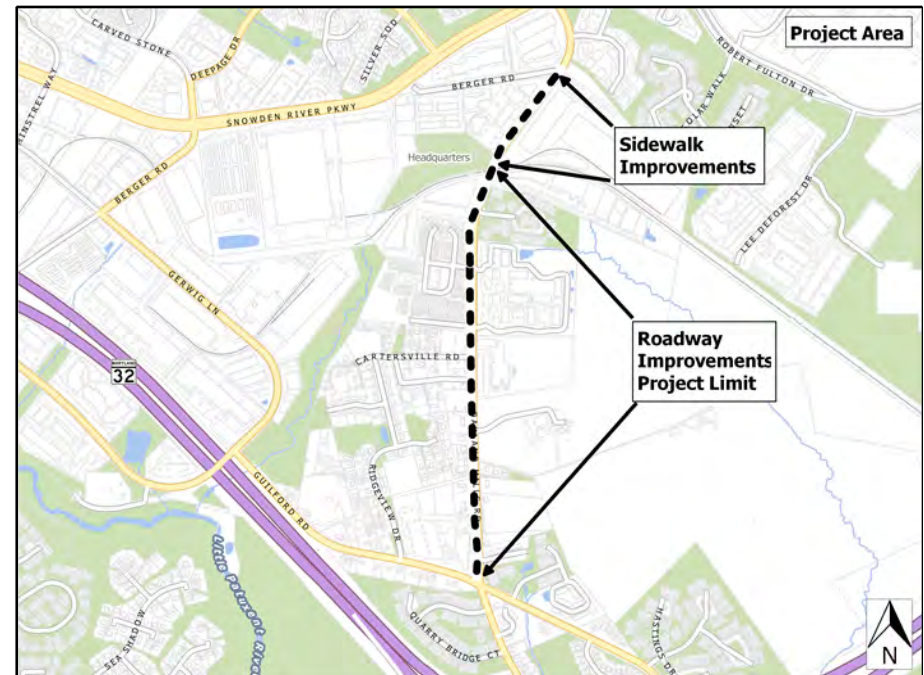 Project Area
CARVED STONE
DEEPAGE DR
SILVER SOD
ROBERT FULTON DR
BERGER RD
SNOWDEN RIVER PKWY
Sidewalk
Improvements
Headquarters
BERGER RD
LEE DEFOREST DR
GERWIG LN
Roadway
Improvements
Project Limit
CARTERSVILLE RD
MARYLAND
32
RIDGEVIEW DR
GUILFORD RD
Little Patuxent River
QUARRY BRIDGE CT
HASTINGS DR
SEA SHADOW
N